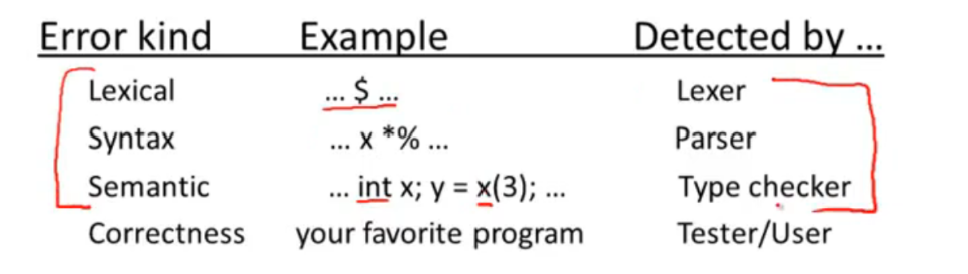 Error kind Example Detected by ...
Lexical ... $ ... Lexer
Syntax ... x *% ... Parser
Semantic ... int x; y = x(3); ... Type checker
Correctness your favorite program Tester/User